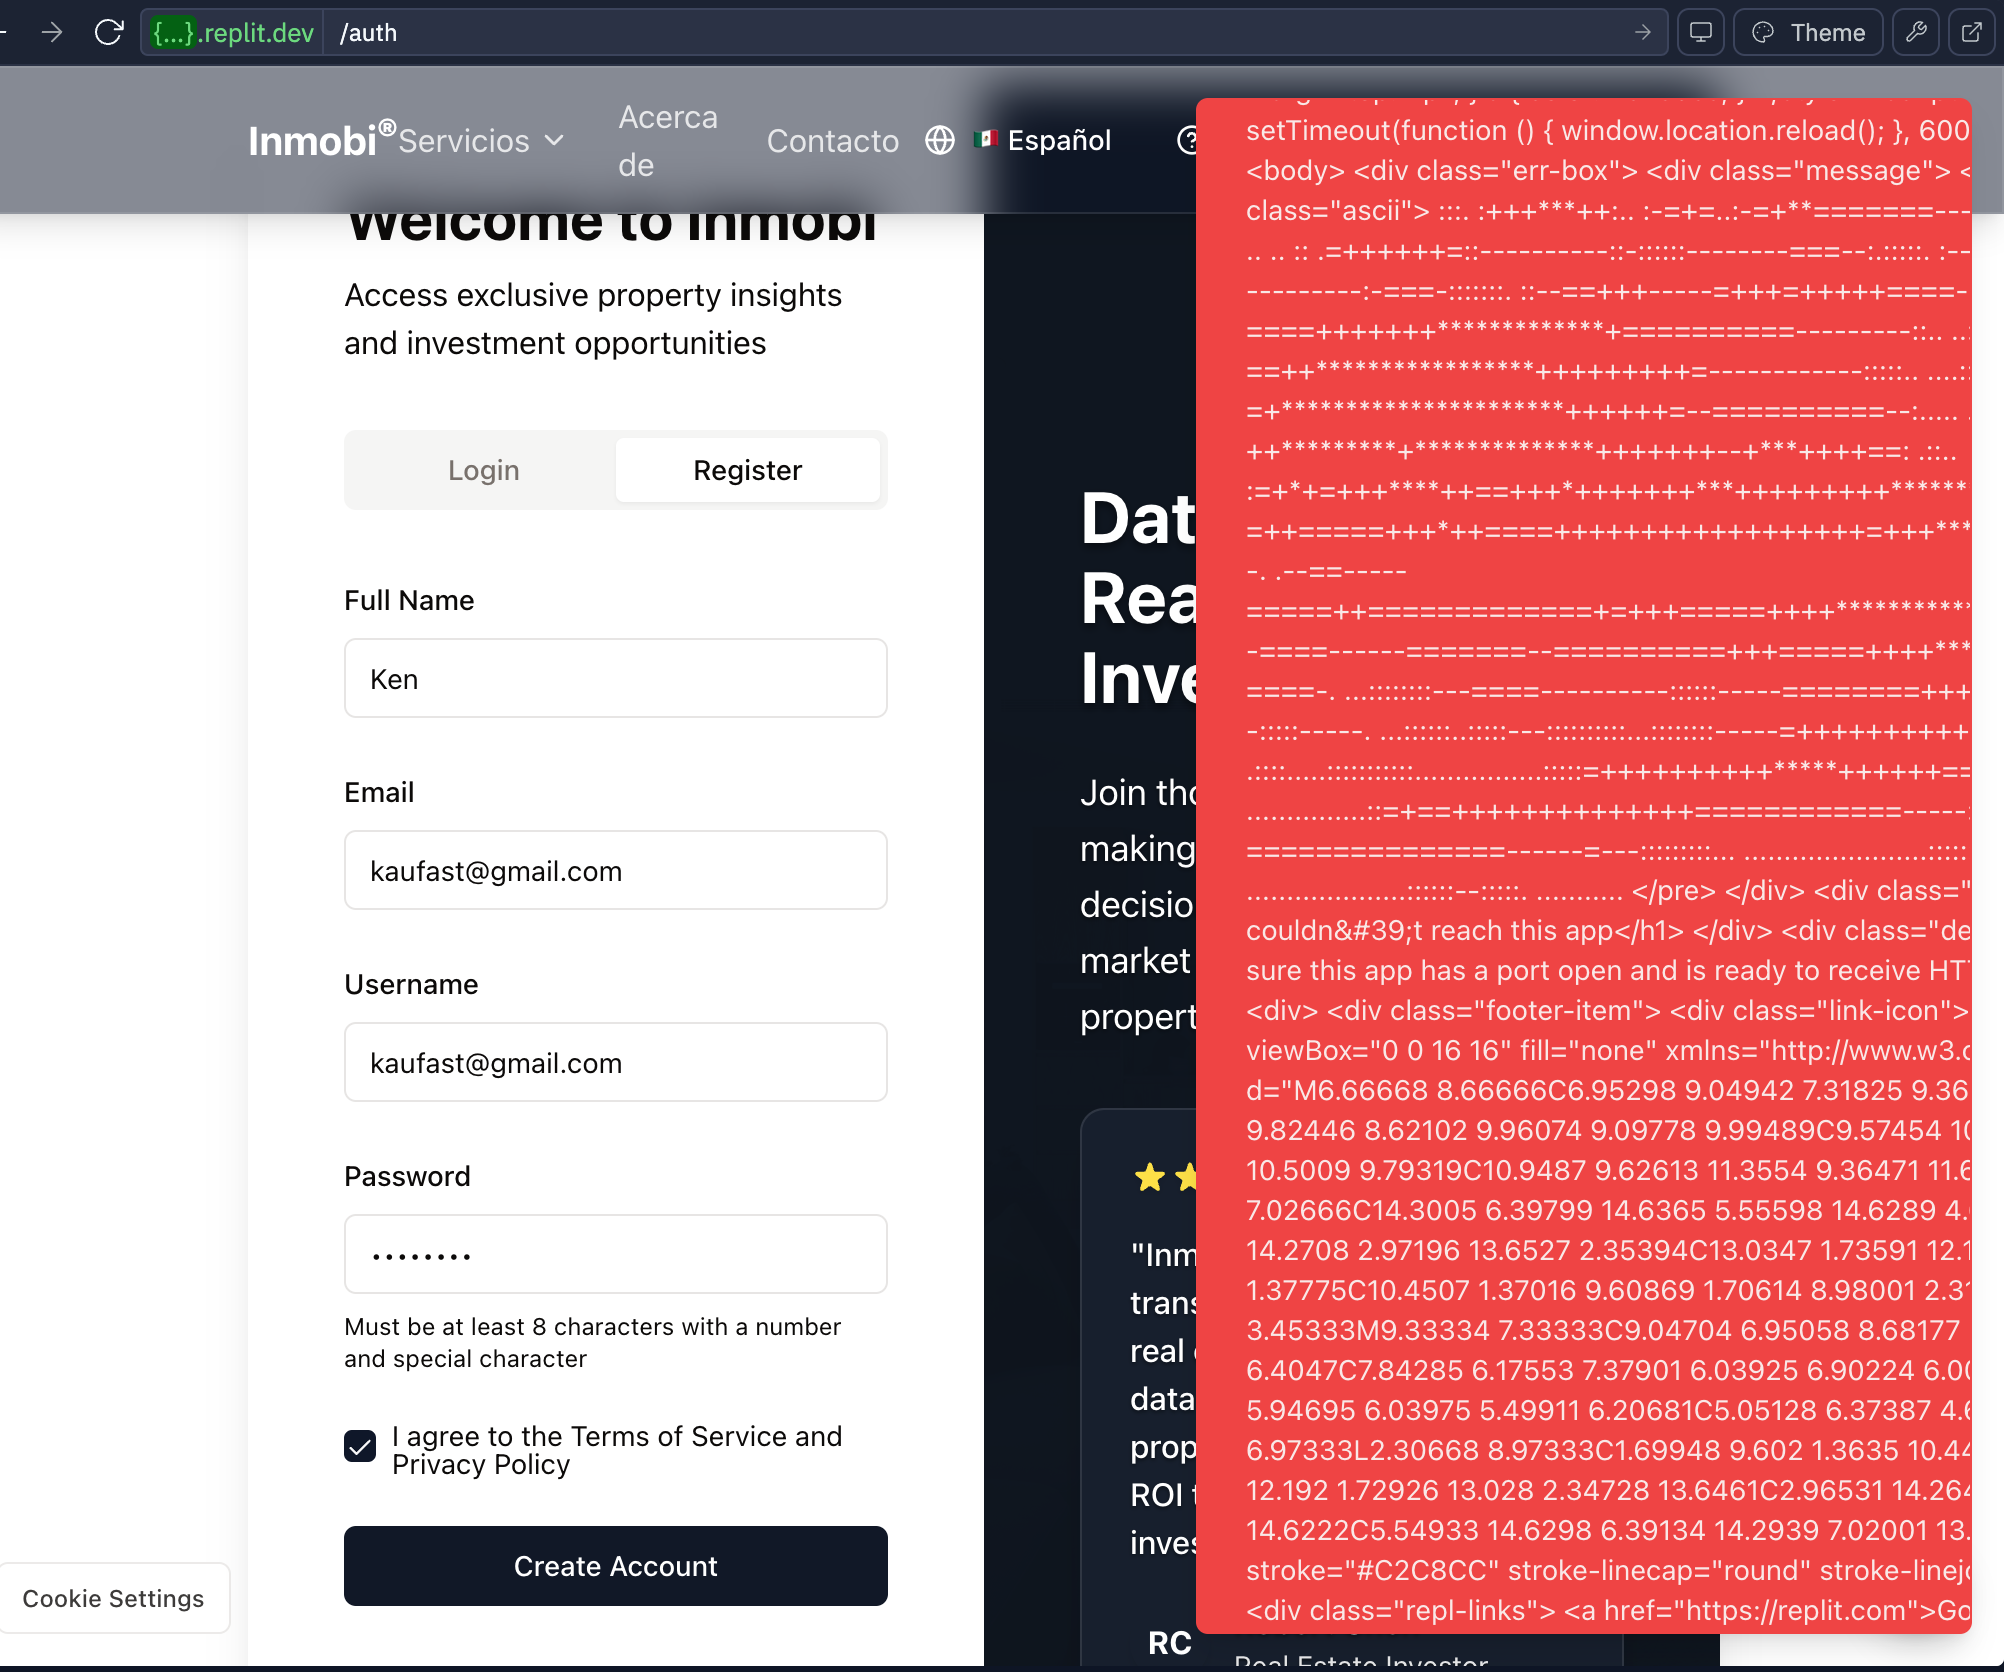 {...}.replit.dev /auth
Theme
Inmobi®
Servicios
Acerca
de
Contacto
Español
Welcome to Inmobi
Access exclusive property insights
and investment opportunities
Login
Register
Full Name
Ken
Email
kaufast@gmail.com
Username
kaufast@gmail.com
Password
••••••••
Must be at least 8 characters with a number
and special character
I agree to the Terms of Service and
Privacy Policy
Create Account
Cookie Settings
Dat
Rea
Inve
Join tho
making
decisio
market
propert
"Inm
trans
real
data
prop
ROI
inves
RC
Real Estate Investor
setTimeout(function () { window.location.reload(); }, 600
<body> <div class="err-box"> <div class="message"> <
class="ascii">
</pre> </div> <div class="
couldn&#39;t reach this app</h1> </div> <div class="de
sure this app has a port open and is ready to receive HT
<div> <div class="footer-item"> <div class="link-icon">
viewBox="0 0 16 16" fill="none" xmlns="http://www.w3.
d="M6.66668 8.66666C6.95298 9.04942 7.31825 9.36
9.82446 8.62102 9.96074 9.09778 9.99489C9.57454 10
10.5009 9.79319C10.9487 9.62613 11.3554 9.36471 11.6
7.02666C14.3005 6.39799 14.6365 5.55598 14.6289 4.
14.2708 2.97196 13.6527 2.35394C13.0347 1.73591 12.1
1.37775C10.4507 1.37016 9.60869 1.70614 8.98001 2.31
3.45333M9.33334 7.33333C9.04704 6.95058 8.68177
6.4047C7.84285 6.17553 7.37901 6.03925 6.90224 6.00
5.94695 6.03975 5.49911 6.20681C5.05128 6.37387 4.6
6.97333L2.30668 8.97333C1.69948 9.602 1.3635 10.44
12.192 1.72926 13.028 2.34728 13.6461C2.96531 14.264
14.6222C5.54933 14.6298 6.39134 14.2939 7.02001 13.
stroke="#C2C8CC" stroke-linecap="round" stroke-linejo
<div class="repl-links"> <a href="https://replit.com">Go